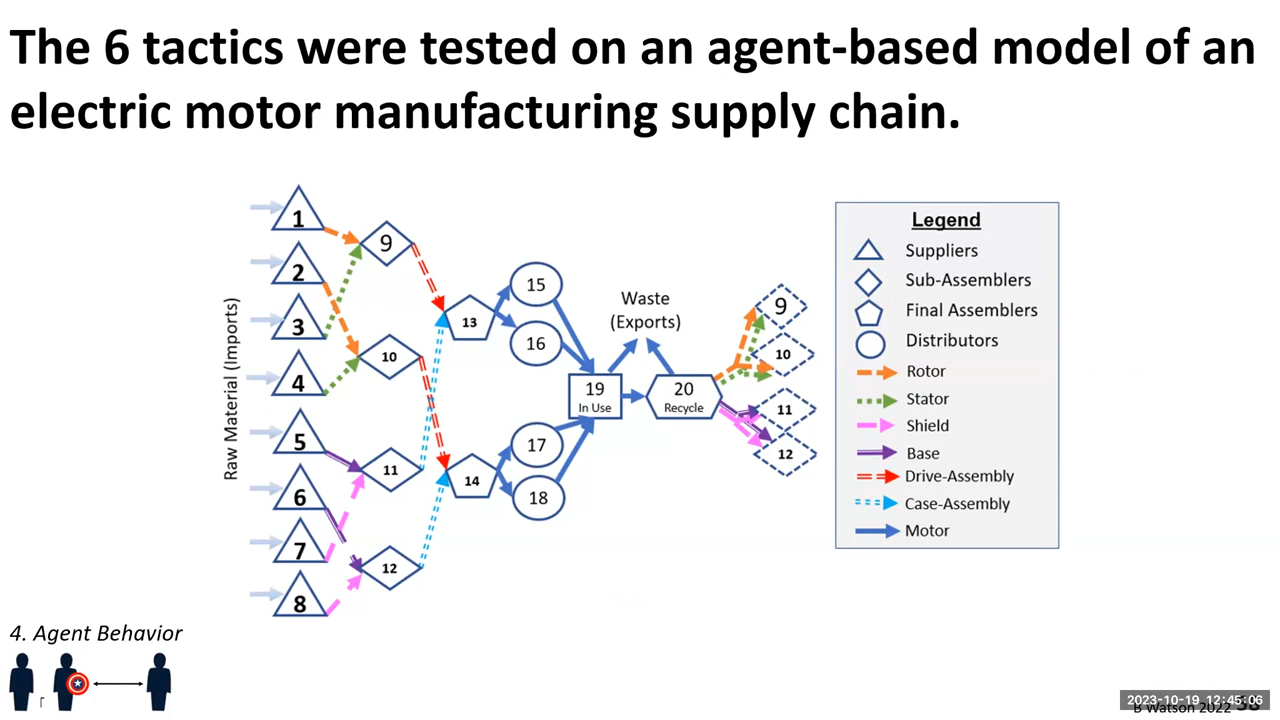 The 6 tactics were tested on an agent-based model of an
electric motor manufacturing supply chain.
Raw Material (Imports)
1
2
3
4
5
6
7
8
9
10
11
12
13
14
15
16
17
18
19
In Use
Waste
(Exports)
20
Recycle
9
10
11
12
Legend
Suppliers
Sub-Assemblers
Final Assemblers
Distributors
Rotor
Stator
Shield
Base
Drive-Assembly
Case-Assembly
Motor
4. Agent Behavior
2023-10-19 12:45:06
B Watson 2022 58